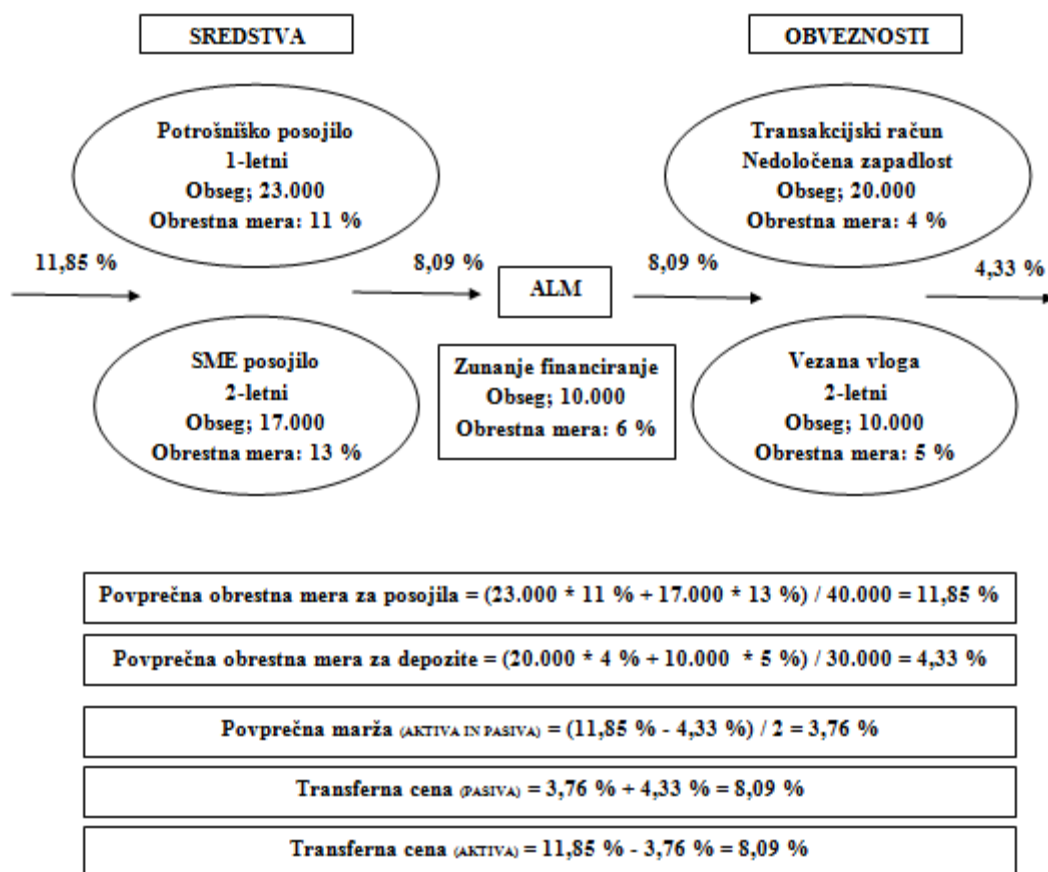 SREDSTVA
OBVEZNOSTI
Potrošniško posojilo
1-letni
Obseg; 23.000
Obrestna mera: 11 %
Transakcijski račun
Nedoločena zapadlost
Obseg; 20.000
Obrestna mera: 4 %
11,85 %
8,09 %
ALM
8,09 %
4,33 %
SME posojilo
2-letni
Obseg; 17.000
Obrestna mera: 13 %
Zunanje financiranje
Obseg; 10.000
Obrestna mera: 6 %
Vezana vloga
2-letni
Obseg; 10.000
Obrestna mera: 5 %
Povprečna obrestna mera za posojila = (23.000 * 11 % + 17.000 * 13 %) / 40.000 = 11,85 %
Povprečna obrestna mera za depozite = (20.000 * 4 % + 10.000 * 5 %) / 30.000 = 4,33 %
Povprečna marža (AKTIVA IN PASIVA) = (11,85 % - 4,33 %) / 2 = 3,76 %
Transferna cena (PASIVA) = 3,76 % + 4,33 % = 8,09 %
Transferna cena (AKTIVA) = 11,85 % - 3,76 % = 8,09 %